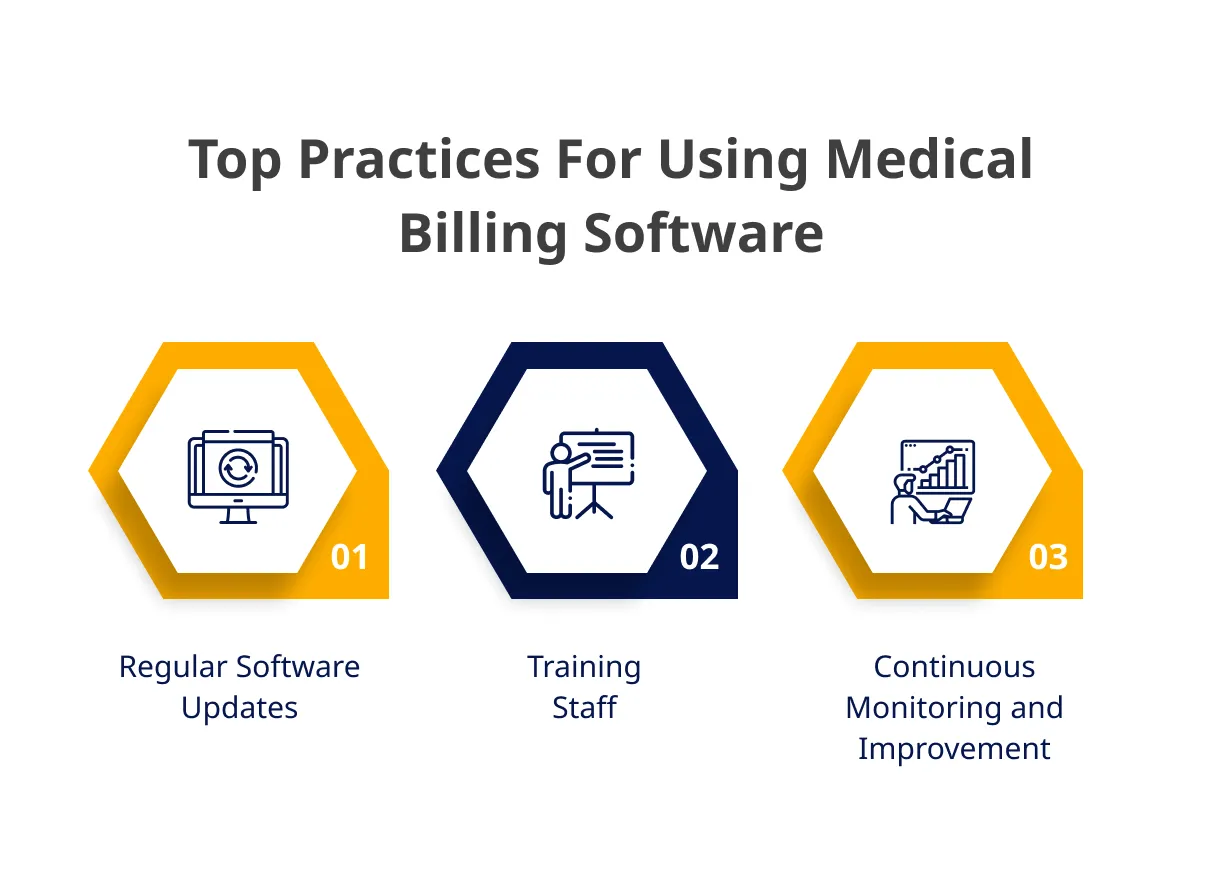 Top Practices For Using Medical
Billing Software
01
02
03
Regular Software
Updates
Training
Staff
Continuous
Monitoring and
Improvement